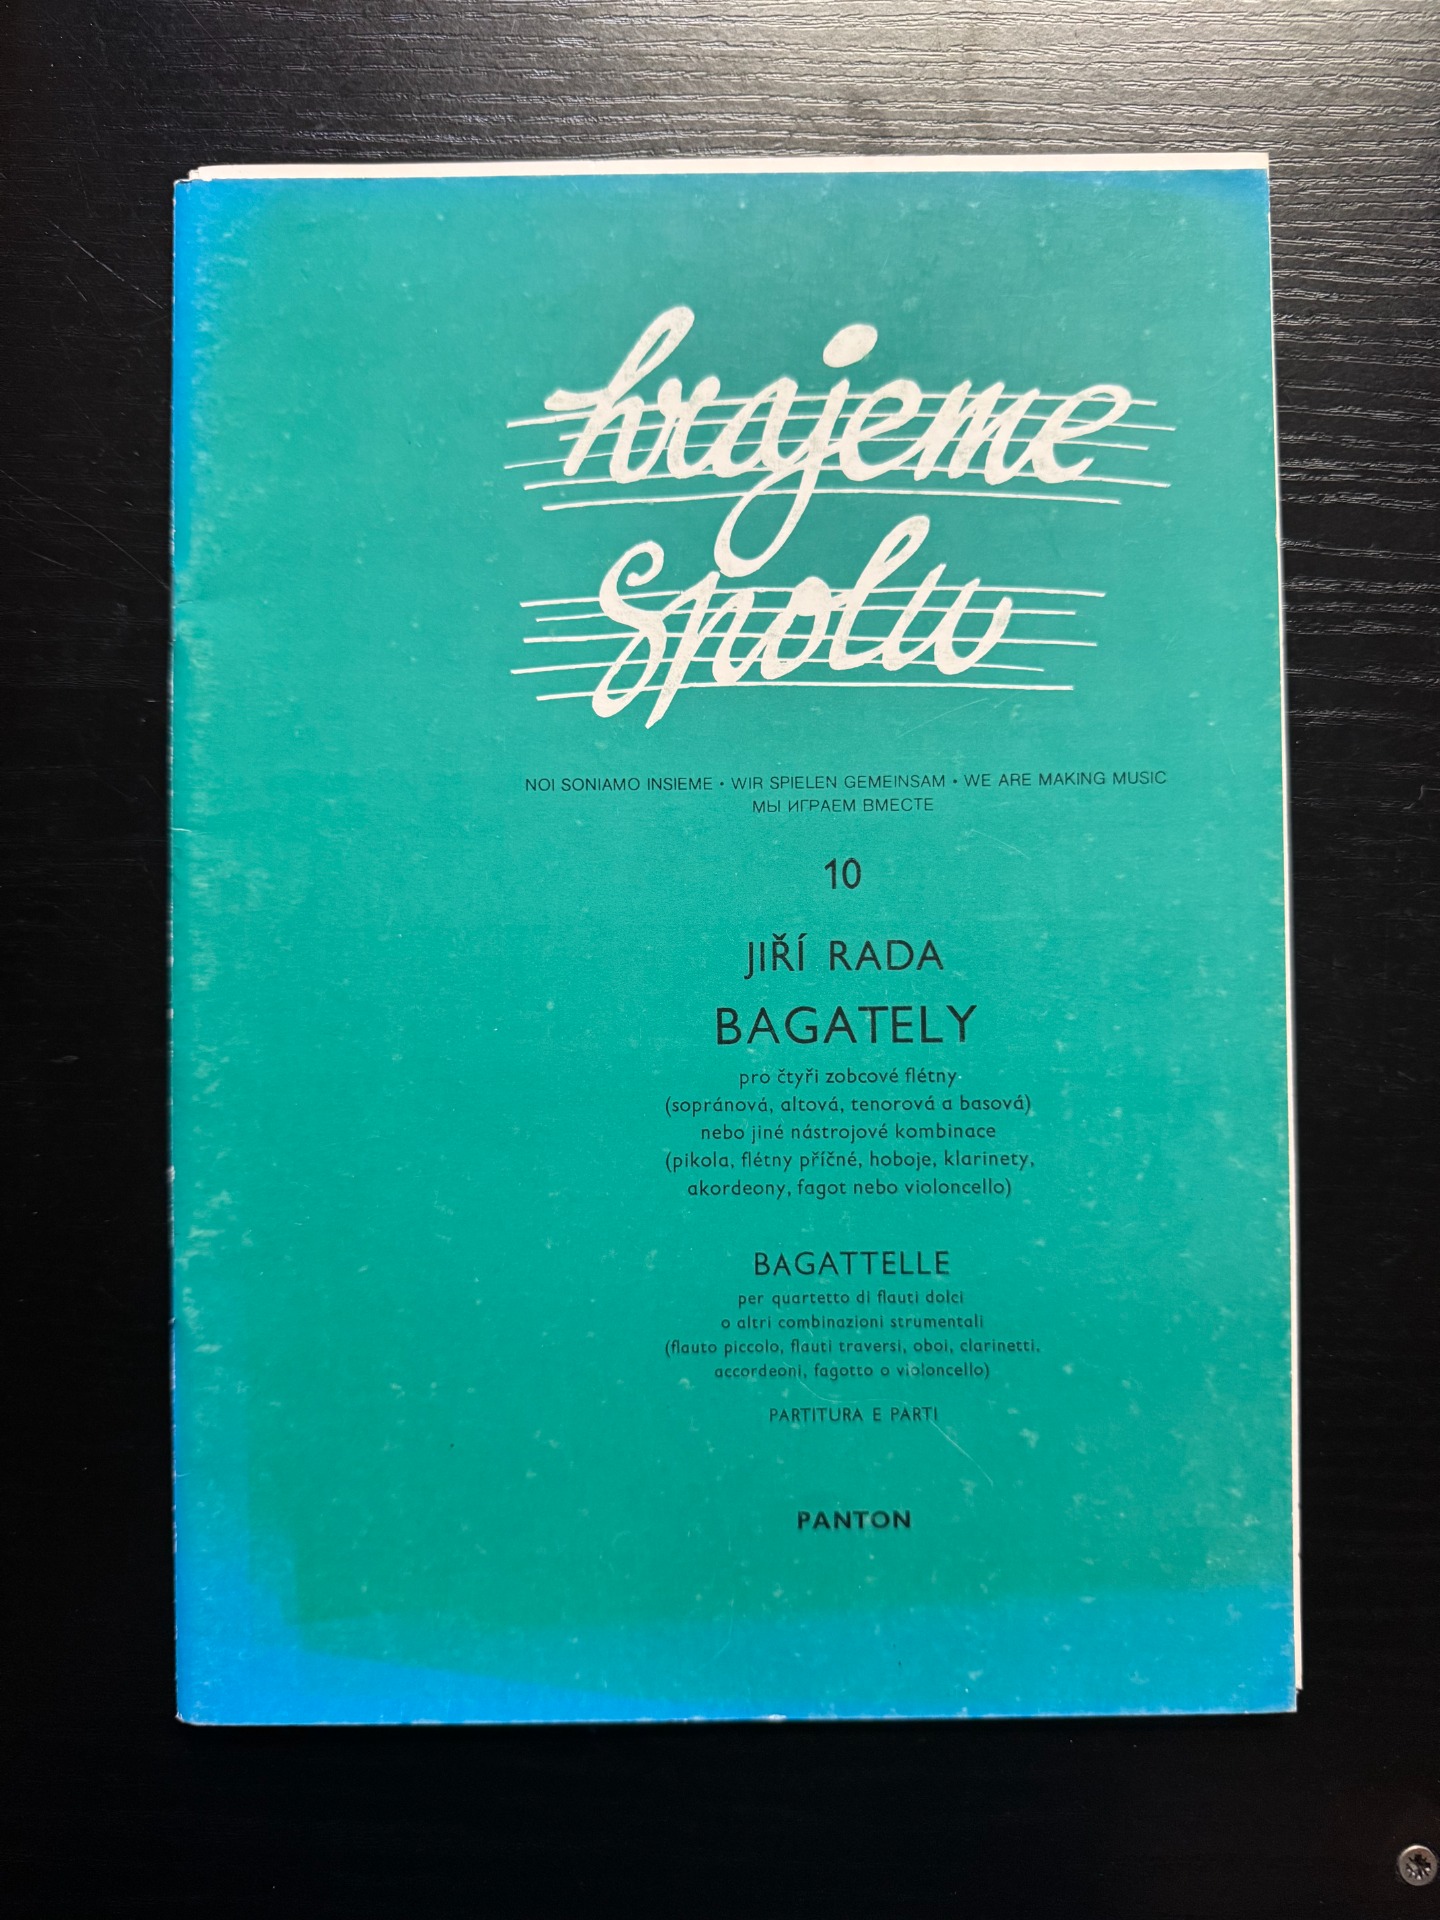 hrajeme
spolu
NOI SONIAMO INSIEME • WIR SPIELEN GEMEINSAM • WE ARE MAKING MUSIC
МЫ ИГРАЕМ ВМЕСТЕ
10
JIŘÍ RADA
BAGATELY
pro čtyři zobcové flétny
(sopránová, altová, tenorová a basová)
nebo jiné nástrojové kombinace
(pikola, flétny příčné, hoboje, klarinety,
akordeony, fagot nebo violoncello)
BAGATTELLE
per quartetto di flauti dolci
o altri combinazioni strumentali
(flauto piccolo, flauti traversi, oboi, clarinetti,
accordeoni, fagotto o violoncello)
PARTITURA E PARTI
PANTON